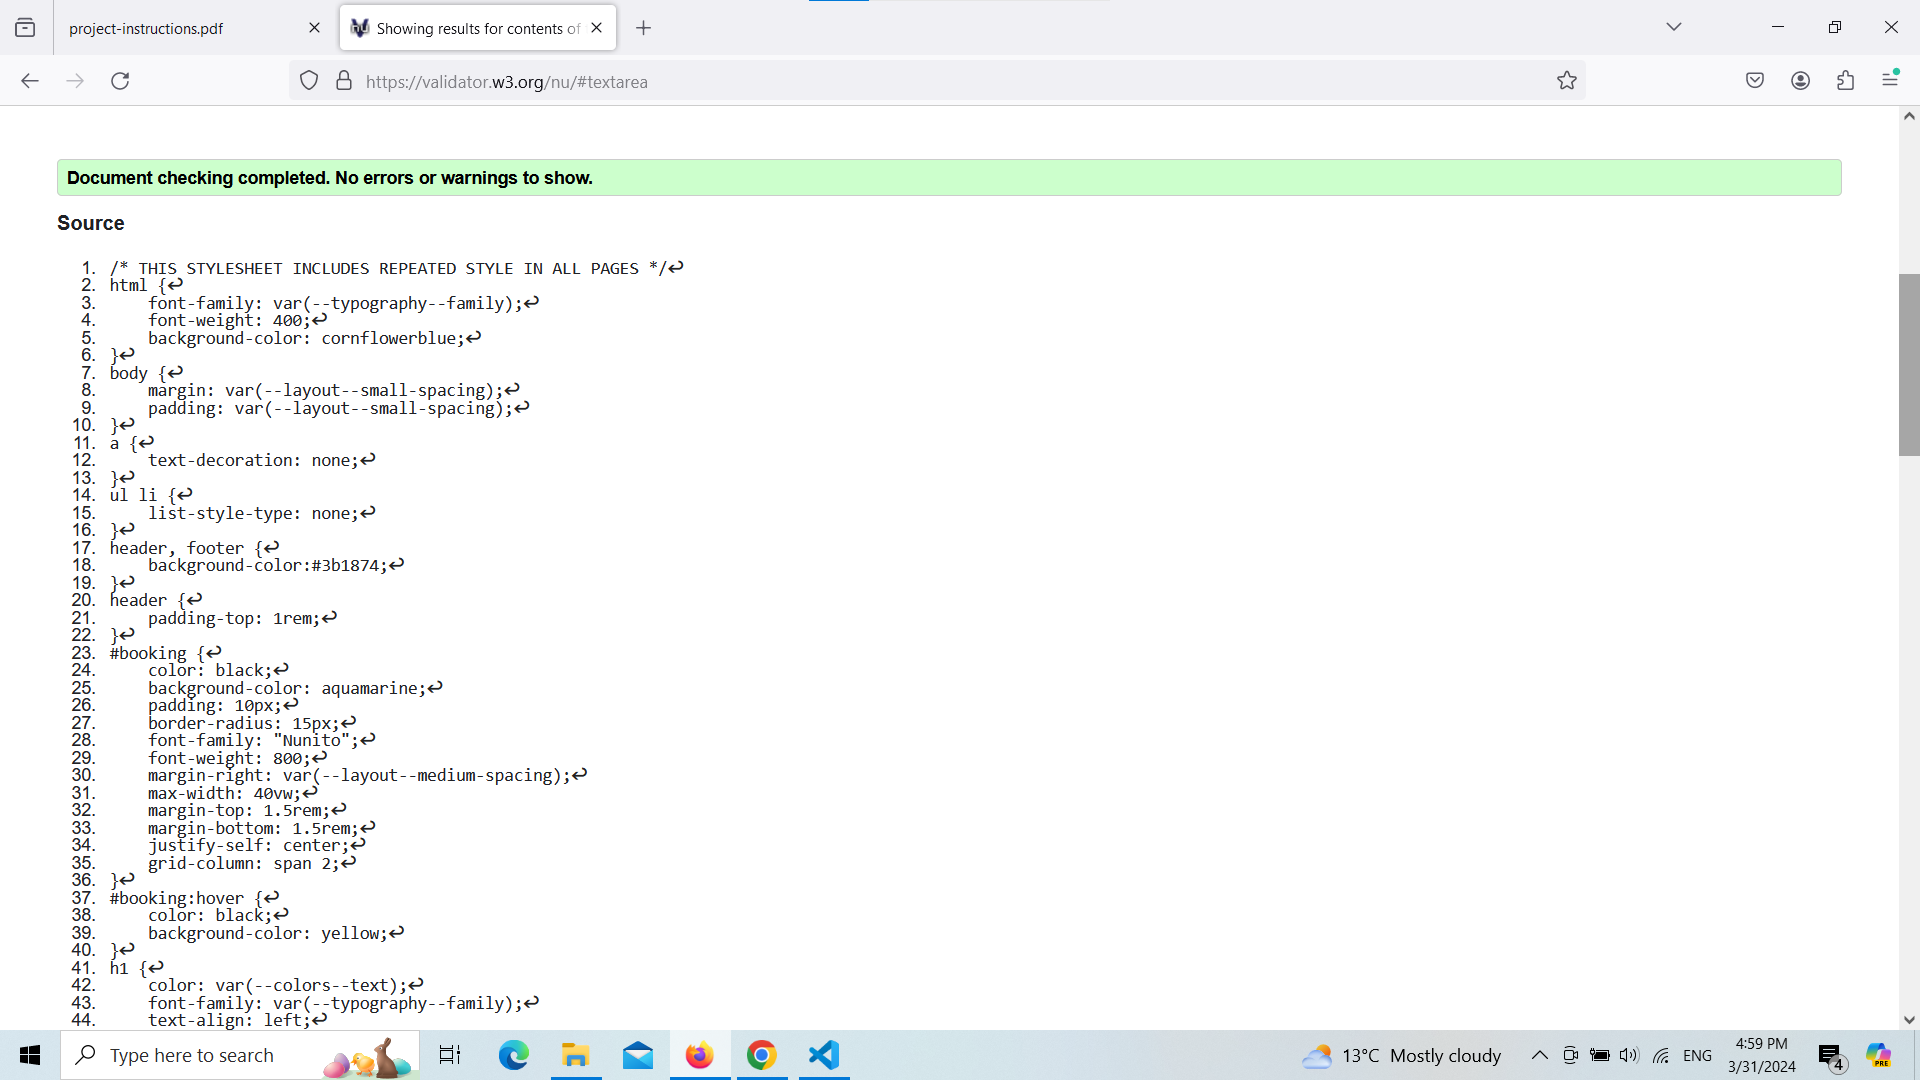 project-instructions.pdf
Showing results for contents of
https://validator.w3.org/nu/#textarea
Document checking completed. No errors or warnings to show.
Source
1. /* THIS STYLESHEET INCLUDES REPEATED STYLE IN ALL PAGES */↩
2. html {↩
3. font-family: var(--typography--family);↩
4. font-weight: 400;↩
5. background-color: cornflowerblue;↩
6. }↩
7. body {↩
8. margin: var(--layout--small-spacing);↩
9. padding: var(--layout--small-spacing);↩
10. }↩
11. a {↩
12. text-decoration: none;↩
13. }↩
14. ul li {↩
15. list-style-type: none;↩
16. }↩
17. header, footer {↩
18. background-color:#3b1874;↩
19. }↩
20. header {↩
21. padding-top: 1rem;↩
22. }↩
23. #booking {↩
24. color: black;↩
25. background-color: aquamarine;↩
26. padding: 10px;↩
27. border-radius: 15px;↩
28. font-family: "Nunito";↩
29. font-weight: 800;↩
30. margin-right: var(--layout--medium-spacing);↩
31. max-width: 40vw;↩
32. margin-top: 1.5rem;↩
33. margin-bottom: 1.5rem;↩
34. justify-self: center;↩
35. grid-column: span 2;↩
36. }↩
37. #booking:hover {↩
38. color: black;↩
39. background-color: yellow;↩
40. }↩
41. h1 {↩
42. color: var(--colors--text);↩
43. font-family: var(--typography--family);↩
44. text-align: left;↩
Type here to search
13°C Mostly cloudy
ENG
4:59 PM
3/31/2024
4
PRE